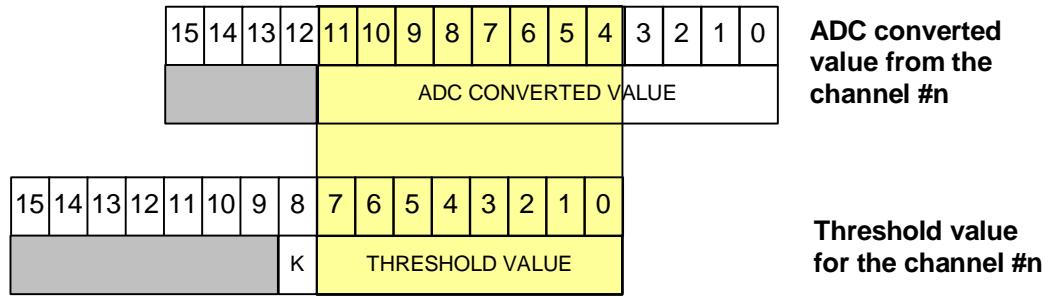 15 14 13 12 11 10 9 8 7 6 5 4 3 2 1 0
ADC CONVERTED VALUE
ADC converted
value from the
channel #n
15 14 13 12 11 10 9 8 7 6 5 4 3 2 1 0
K THRESHOLD VALUE
Threshold value
for the channel #n